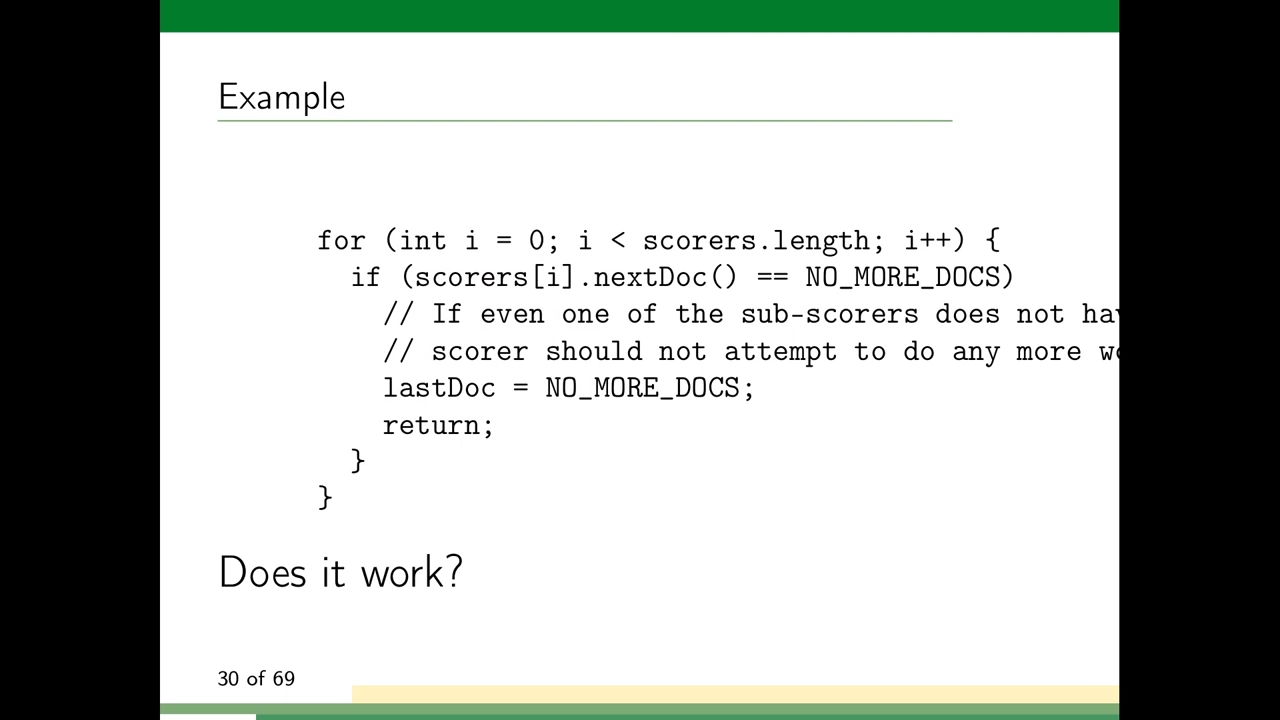 Example
for (int i = 0; i < scorers.length; i++) {
if (scorers[i].nextDoc() == NO_MORE_DOCS)
// If even one of the sub-scorers does not
// scorer should not attempt to do any more
lastDoc = NO_MORE_DOCS;
return;
}
}
Does it work?
30 of 69